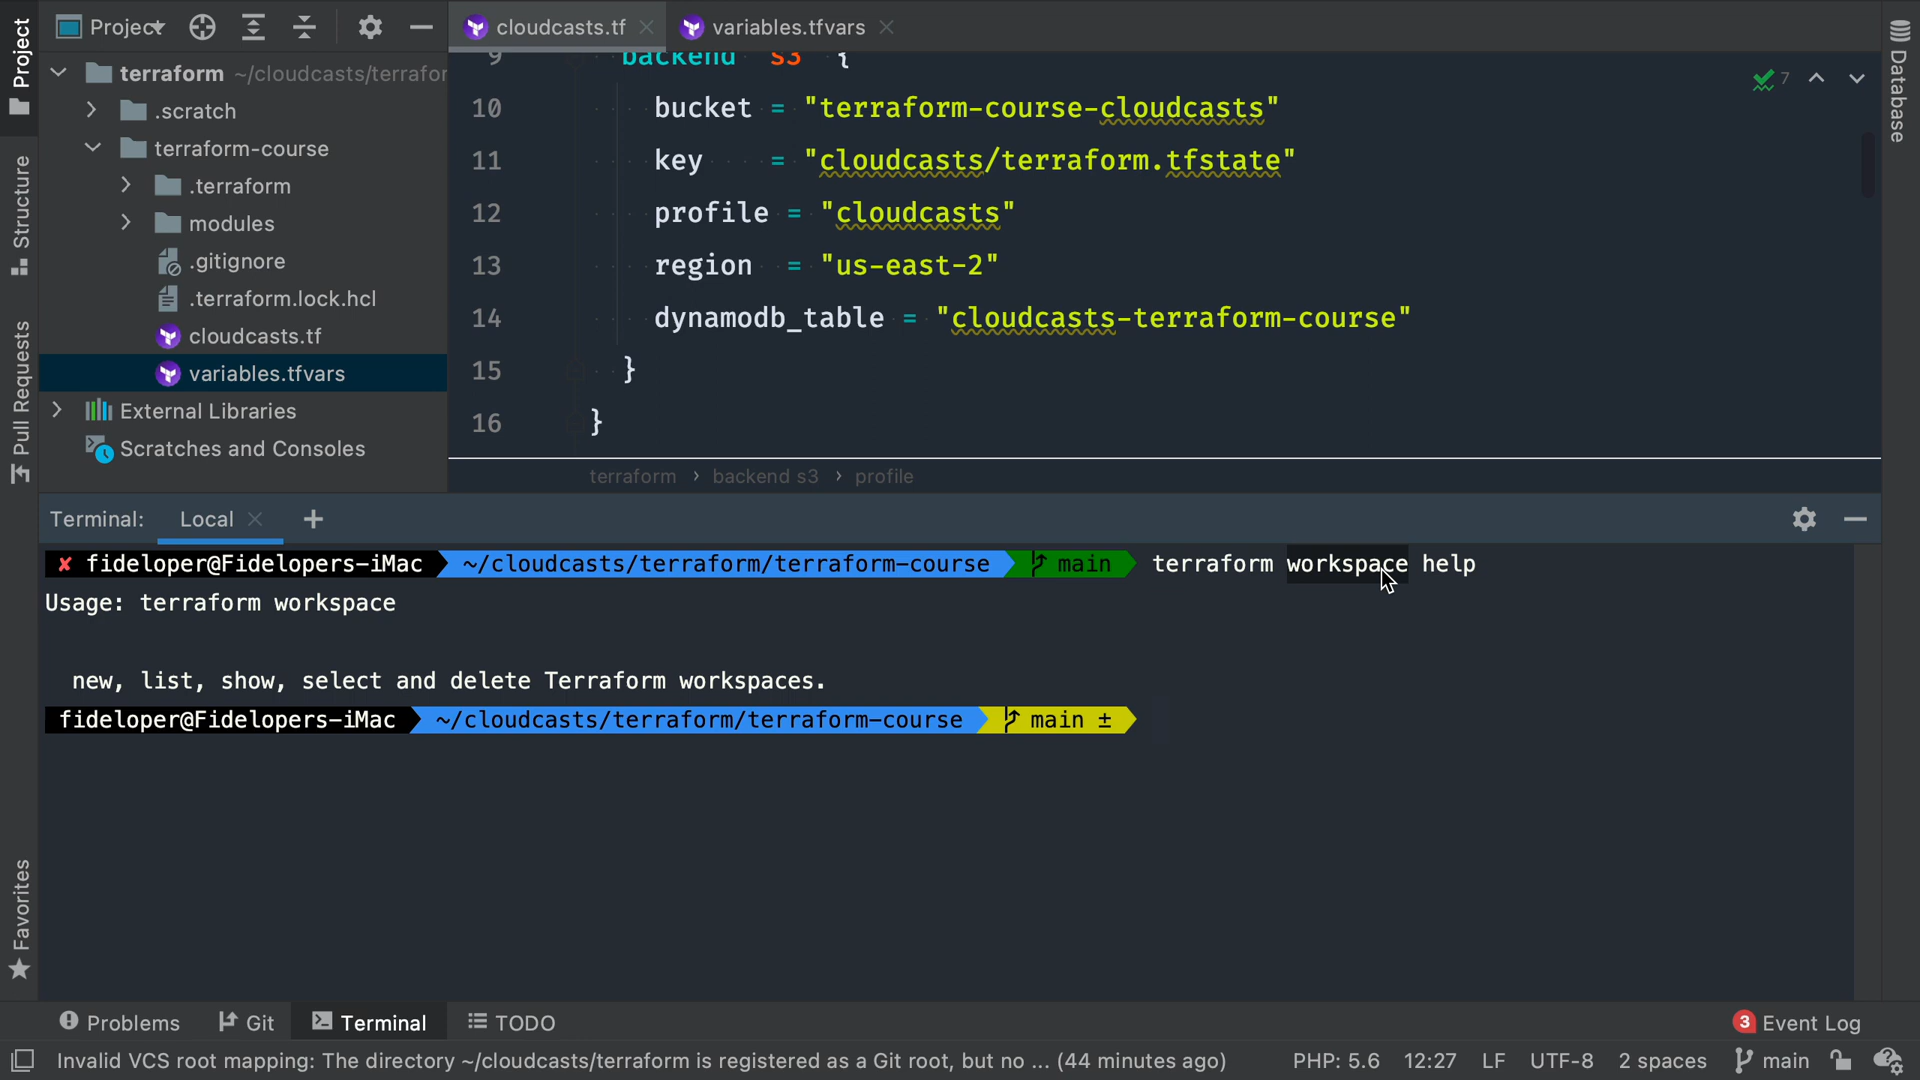 Project
cloudcasts.tf
variables.tfvars
terraform ~/cloudcasts/terrafor
.scratch
terraform-course
.terraform
modules
.gitignore
.terraform.lock.hcl
cloudcasts.tf
variables.tfvars
External Libraries
Scratches and Consoles
Project
Structure
Pull Requests
Favorites
Database
9 backend "s3" {
10 bucket = "terraform-course-cloudcasts"
11 key = "cloudcasts/terraform.tfstate"
12 profile = "cloudcasts"
13 region = "us-east-2"
14 dynamodb_table = "cloudcasts-terraform-course"
15 }
16 }
7
terraform › backend s3 › profile
Terminal: Local
✘ fideloper@Fidelopers-iMac ~/cloudcasts/terraform/terraform-course main terraform workspace help
Usage: terraform workspace
new, list, show, select and delete Terraform workspaces.
fideloper@Fidelopers-iMac ~/cloudcasts/terraform/terraform-course main ±
Problems Git Terminal TODO 3 Event Log
Invalid VCS root mapping: The directory ~/cloudcasts/terraform is registered as a Git root, but no ... (44 minutes ago) PHP: 5.6 12:27 LF UTF-8 2 spaces main